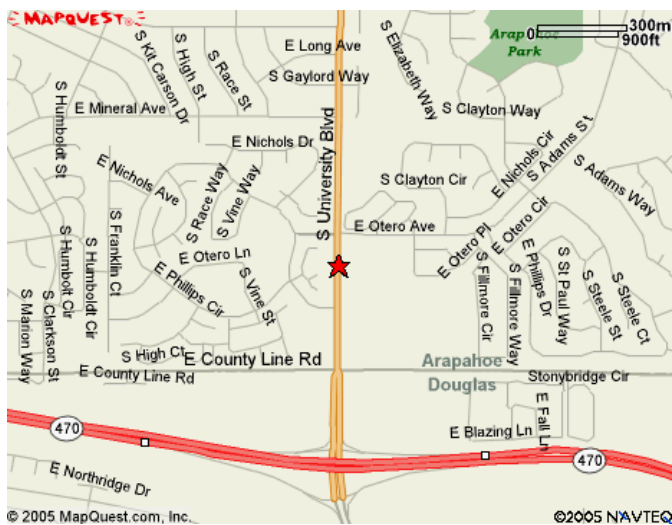 MAPQUEST
300m
0
900ft
Arapahoe
Park
E Long Ave
S Gaylord Way
S Elizabeth Way
S Kit Carson Dr
S High St
S Race St
S Humboldt St
E Mineral Ave
S Clayton Way
E Nichols Dr
S University Blvd
E Nichols Cir
S Adams St
E Nichols Ave
S Race Way
S Vine Way
S Clayton Cir
S Adams Way
S Franklin Ct
E Otero Ave
E Otero Pl
E Otero Cir
S Humbolt Cir
S Humboldt Cir
E Otero Ln
E Phillips Cir
S Vine St
S Fillmore Cir
S Fillmore Way
E Phillips Dr
S St Paul Way
S Steele St
S Steele Ct
S Marion Way
S Clarkson St
S High Ct
E County Line Rd
E County Line Rd
Arapahoe
Douglas
Stonybridge Cir
E Fall Ln
E Blazing Ln
470
470
E Northridge Dr
© 2005 MapQuest.com, Inc.
©2005 NAVTEQ